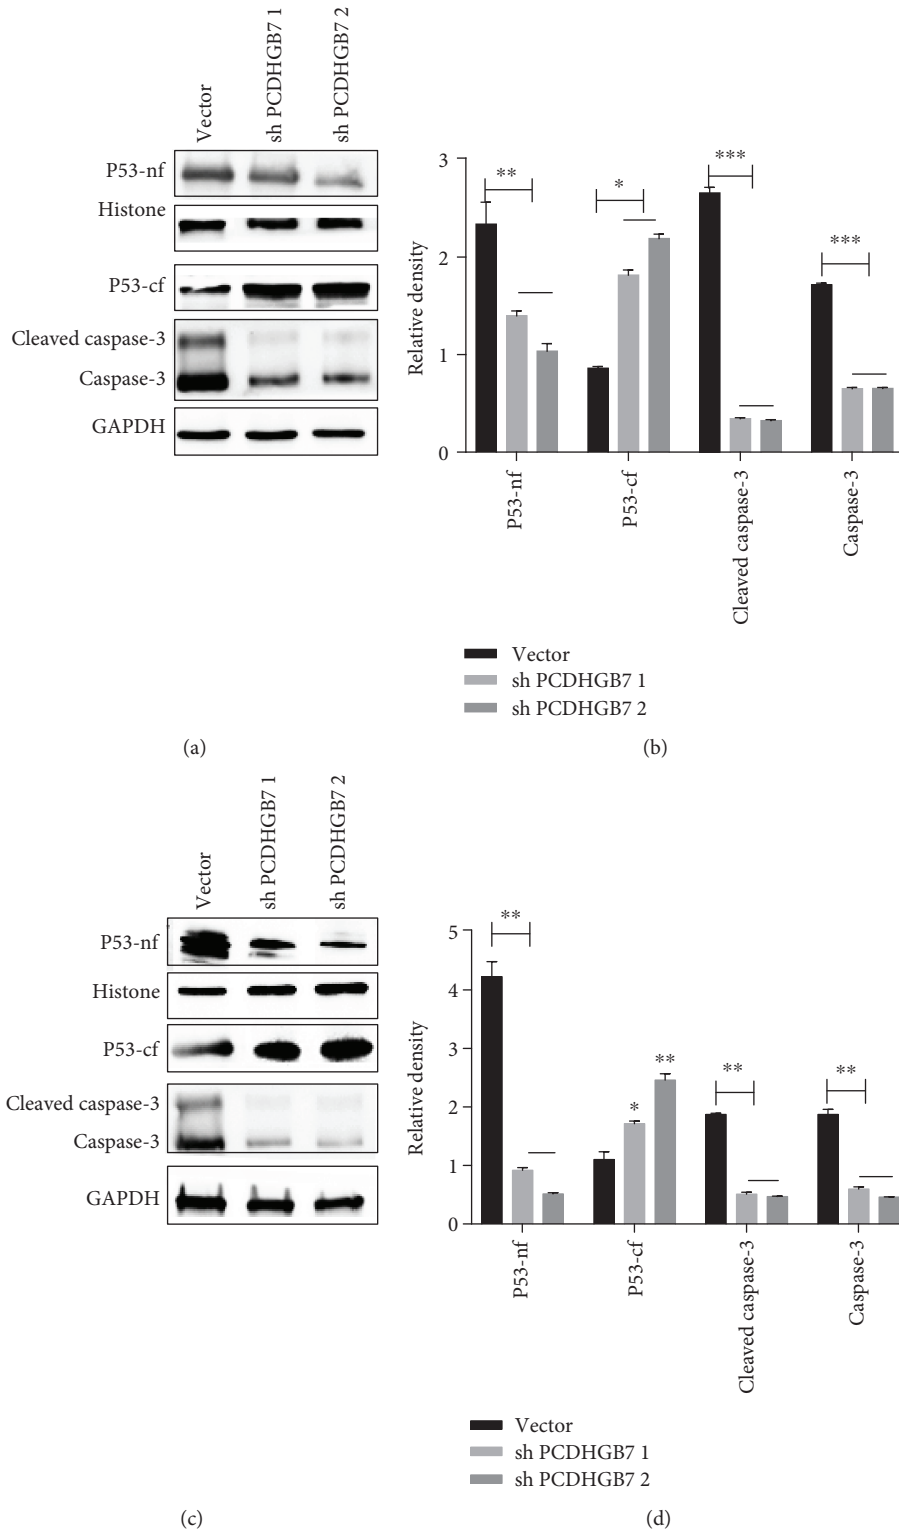 Vector
sh PCDHGB7 1
sh PCDHGB7 2
P53-nf
Histone
P53-cf
Cleaved caspase-3
Caspase-3
GAPDH
(a)
Relative density
3
2
1
0
**
*
***
***
P53-nf
P53-cf
Cleaved caspase-3
Caspase-3
Vector
sh PCDHGB7 1
sh PCDHGB7 2
(b)
Vector
sh PCDHGB7 1
sh PCDHGB7 2
P53-nf
Histone
P53-cf
Cleaved caspase-3
Caspase-3
GAPDH
(c)
Relative density
5
4
3
2
1
0
**
*
**
**
**
P53-nf
P53-cf
Cleaved caspase-3
Caspase-3
Vector
sh PCDHGB7 1
sh PCDHGB7 2
(d)